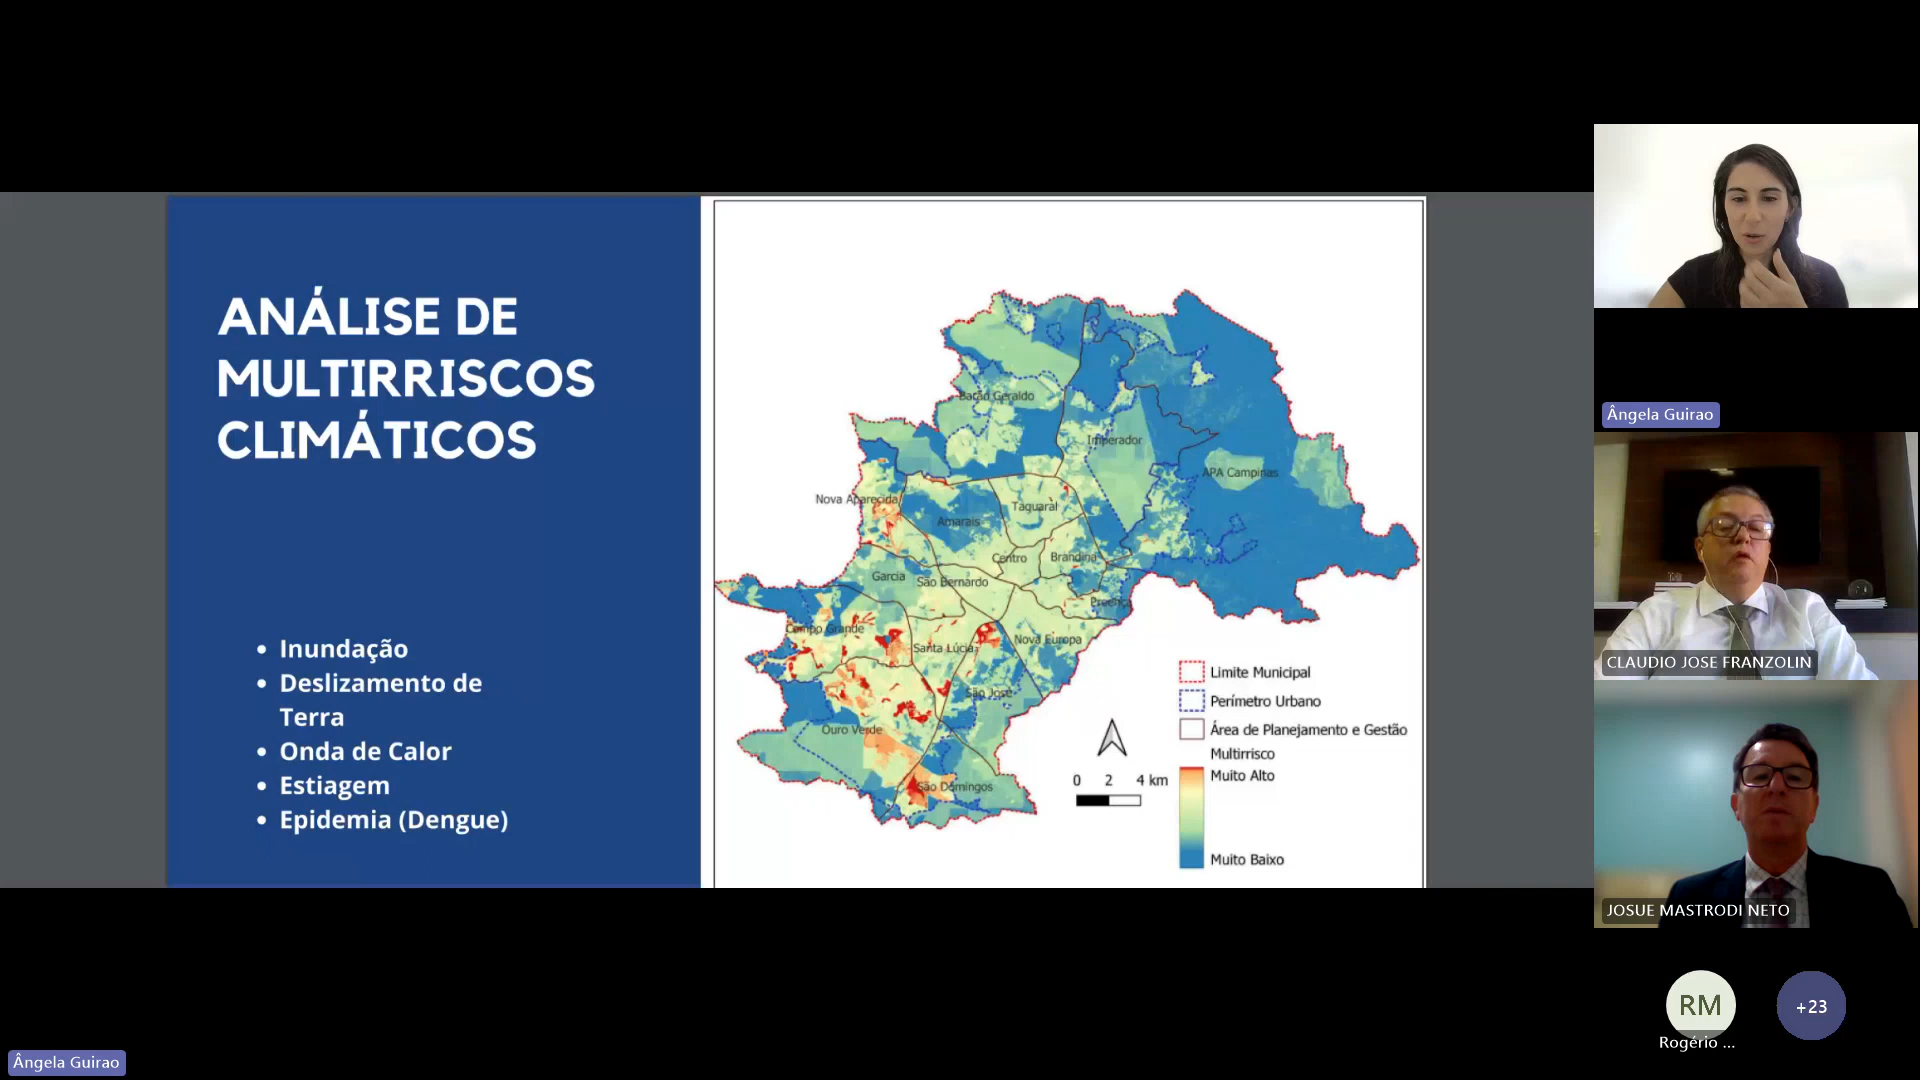 ANÁLISE DE
MULTIRRISCOS
CLIMÁTICOS
• Inundação
• Deslizamento de
Terra
• Onda de Calor
• Estiagem
• Epidemia (Dengue)
Barão Geraldo
Imperador
APA Campinas
Nova Aparecida
Amarais
Taquaral
Centro
Brandina
Garcia
São Bernardo
Proença
Campo Grande
Santa Lúcia
Nova Europa
São José
Ouro Verde
São Domingos
0 2 4 km
Limite Municipal
Perímetro Urbano
Área de Planejamento e Gestão
Multirrisco
Muito Alto
Muito Baixo
Ângela Guirao
CLAUDIO JOSE FRANZOLIN
JOSUE MASTRODI NETO
RM
Rogério ...
+23
Ângela Guirao